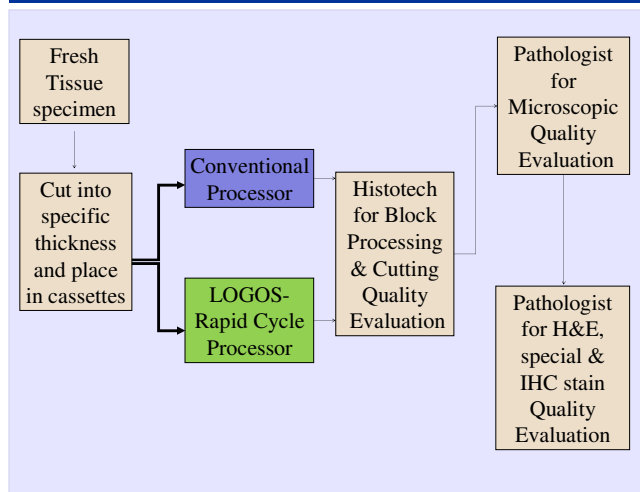 Fresh
Tissue
specimen
Cut into
specific
thickness
and place
in cassettes
Conventional
Processor
LOGOS-
Rapid Cycle
Processor
Histotech
for Block
Processing
& Cutting
Quality
Evaluation
Pathologist
for
Microscopic
Quality
Evaluation
Pathologist
for H&E,
special &
IHC stain
Quality
Evaluation